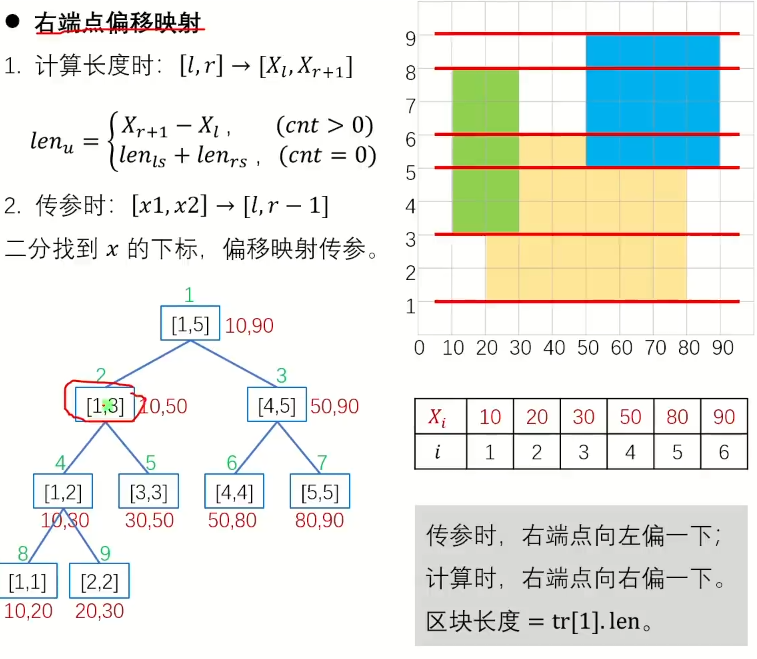 ● 右端点偏移映射
1. 计算长度时：[l, r] → [X_l, X_{r+1}]
len_u = { X_{r+1} − X_l， (cnt > 0)
len_{ls} + len_{rs}， (cnt = 0)
2. 传参时：[x1, x2] → [l, r − 1]
二分找到 x 的下标，偏移映射传参。
1
[1,5] 10,90
2 3
[1,3] 10,50 [4,5] 50,90
4 5 6 7
[1,2] [3,3] [4,4] [5,5]
10,30 30,50 50,80 80,90
8 9
[1,1] [2,2]
10,20 20,30
9
8
7
6
5
4
3
2
1
0 10 20 30 40 50 60 70 80 90
X_i 10 20 30 50 80 90
i 1 2 3 4 5 6
传参时，右端点向左偏一下；
计算时，右端点向右偏一下。
区块长度 = tr[1].len。